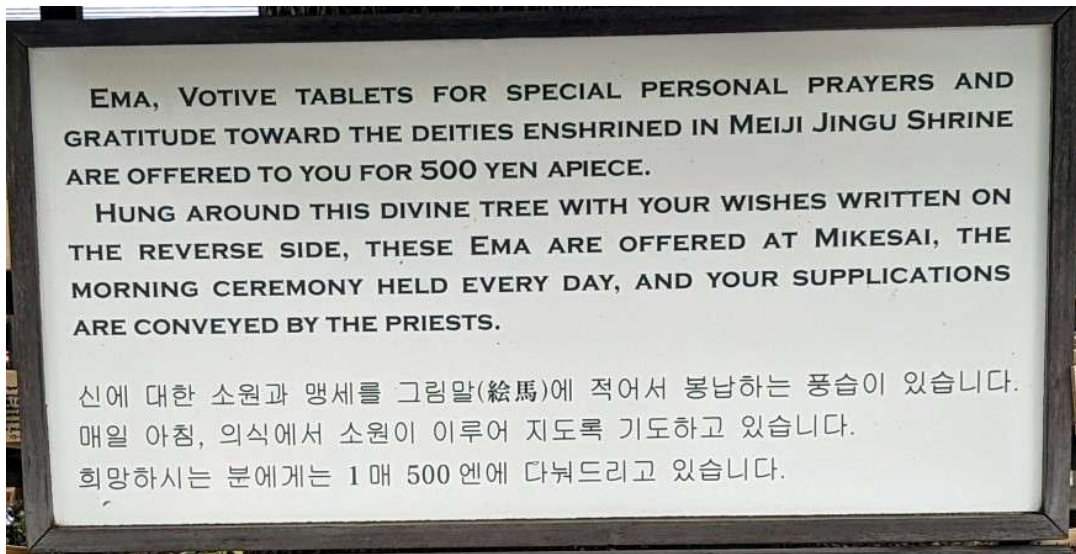 EMA, VOTIVE TABLETS FOR SPECIAL PERSONAL PRAYERS AND
GRATITUDE TOWARD THE DEITIES ENSHRINED IN MEIJI JINGU SHRINE
ARE OFFERED TO YOU FOR 500 YEN APIECE.
HUNG AROUND THIS DIVINE TREE WITH YOUR WISHES WRITTEN ON
THE REVERSE SIDE, THESE EMA ARE OFFERED AT MIKESAI, THE
MORNING CEREMONY HELD EVERY DAY, AND YOUR SUPPLICATIONS
ARE CONVEYED BY THE PRIESTS.
신에 대한 소원과 맹세를 그림말(絵馬)에 적어서 봉납하는 풍습이 있습니다.
매일 아침, 의식에서 소원이 이루어 지도록 기도하고 있습니다.
희망하시는 분에게는 1매 500엔에 다눠드리고 있습니다.